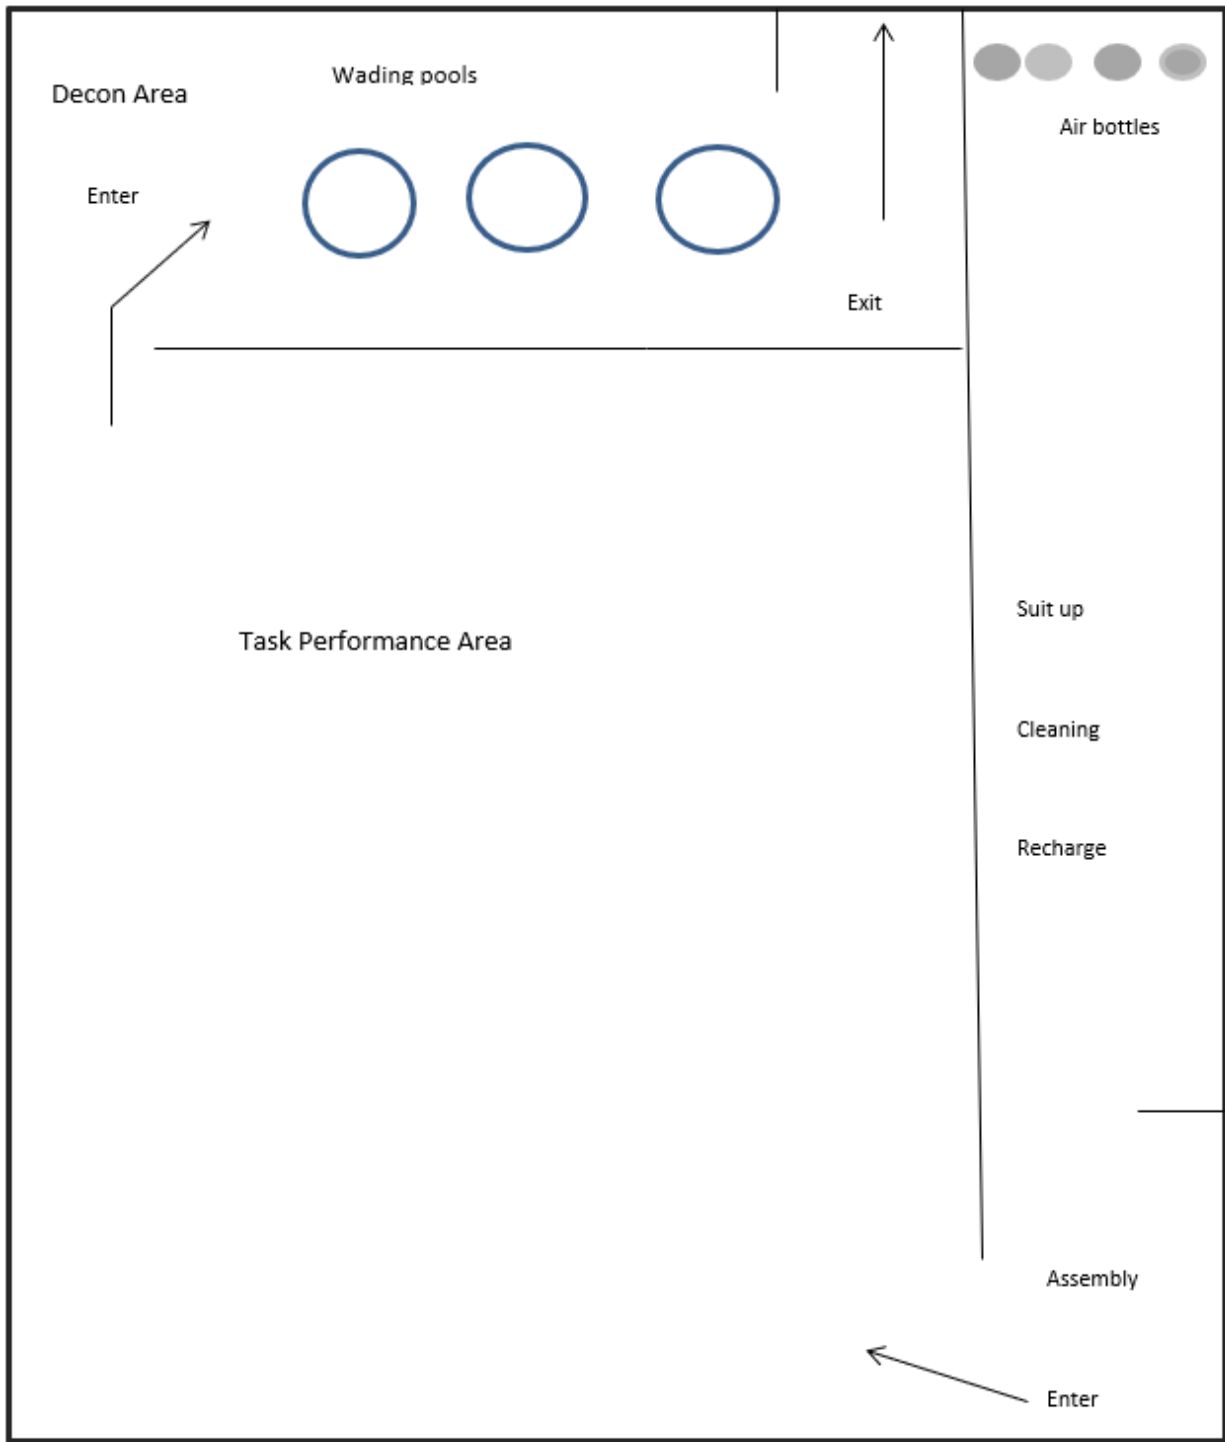 Wading pools
Decon Area
Air bottles
Enter
Exit
Suit up
Task Performance Area
Cleaning
Recharge
Assembly
Enter